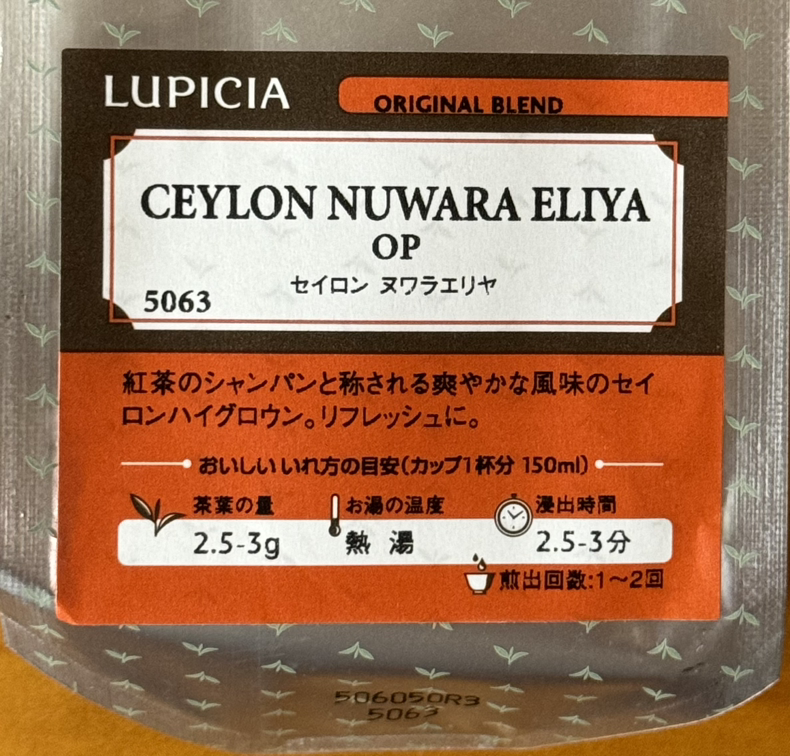 LUPICIA
ORIGINAL BLEND
CEYLON NUWARA ELIYA
OP
セイロン ヌワラエリヤ
5063
紅茶のシャンパンと称される爽やかな風味のセイ
ロンハイグロウン。リフレッシュに。
おいしいいれ方の目安(カップ1杯分 150ml)
茶葉の量 お湯の温度 浸出時間
2.5-3g 熱 湯 2.5-3分
煎出回数:1〜2回
506050R3
5063